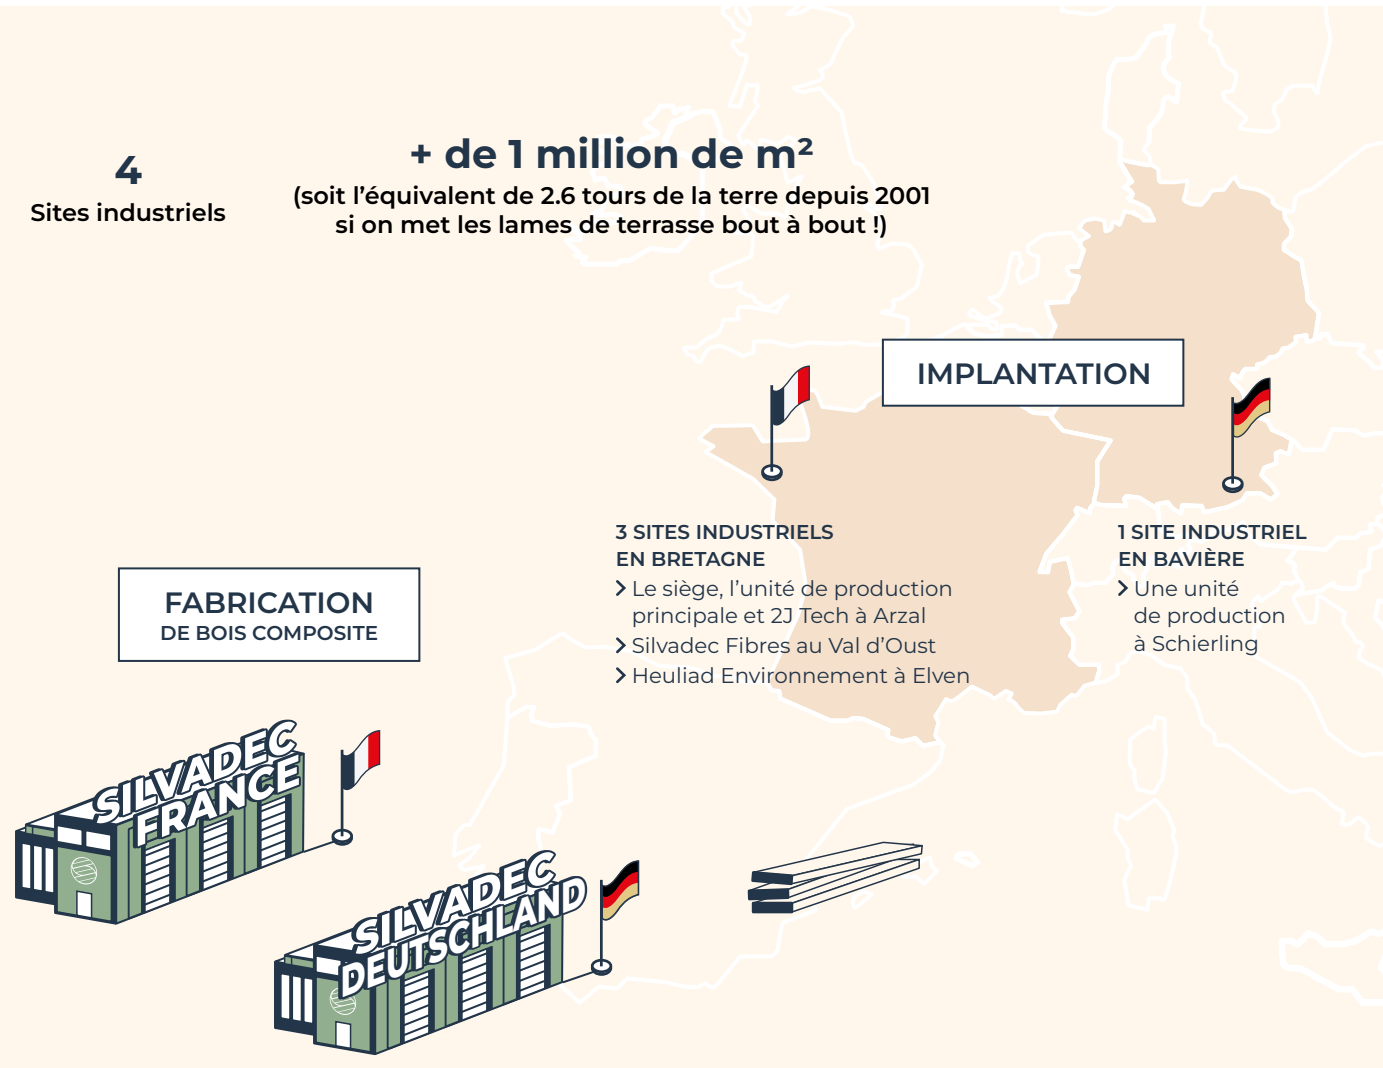 4
Sites industriels
+ de 1 million de m²
(soit l'équivalent de 2.6 tours de la terre depuis 2001
si on met les lames de terrasse bout à bout !)
IMPLANTATION
3 SITES INDUSTRIELS
EN BRETAGNE
Le siège, l'unité de production
principale et 2J Tech à Arzal
Silvadec Fibres au Val d'Oust
Heuliad Environnement à Elven
1 SITE INDUSTRIEL
EN BAVIÈRE
Une unité
de production
à Schierling
FABRICATION
DE BOIS COMPOSITE
SILVADEC
FRANCE
SILVADEC
DEUTSCHLAND